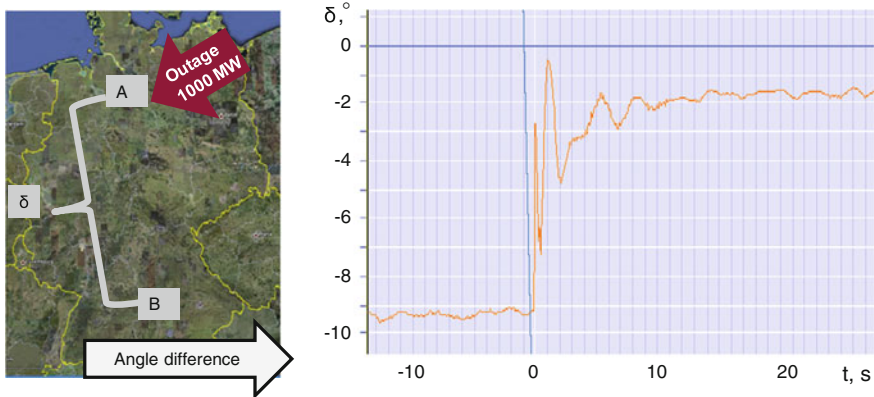 Outage
1000 MW
A
δ
B
Angle difference
δ,°
0
-2
-4
-6
-8
-10
-10
0
10
20
t, s